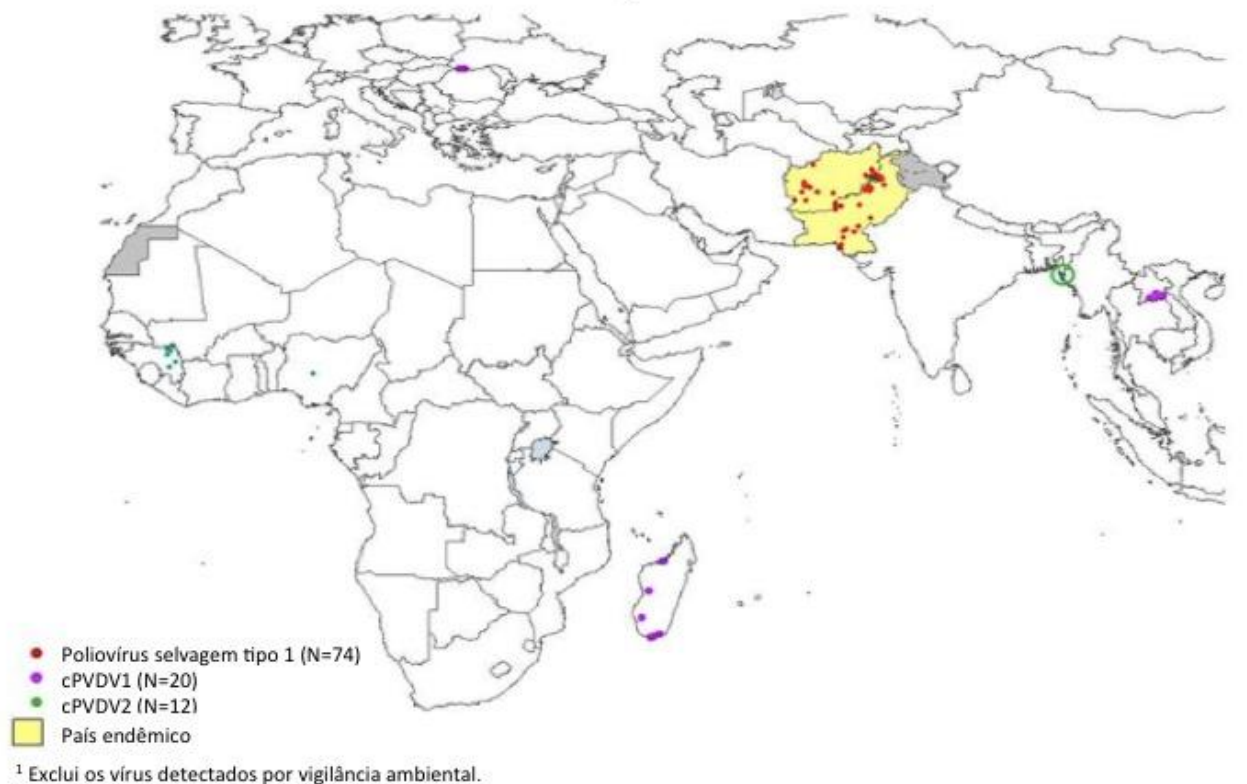 Poliovírus selvagem tipo 1 (N=74)
cPVDV1 (N=20)
cPVDV2 (N=12)
País endêmico
¹ Exclui os vírus detectados por vigilância ambiental.